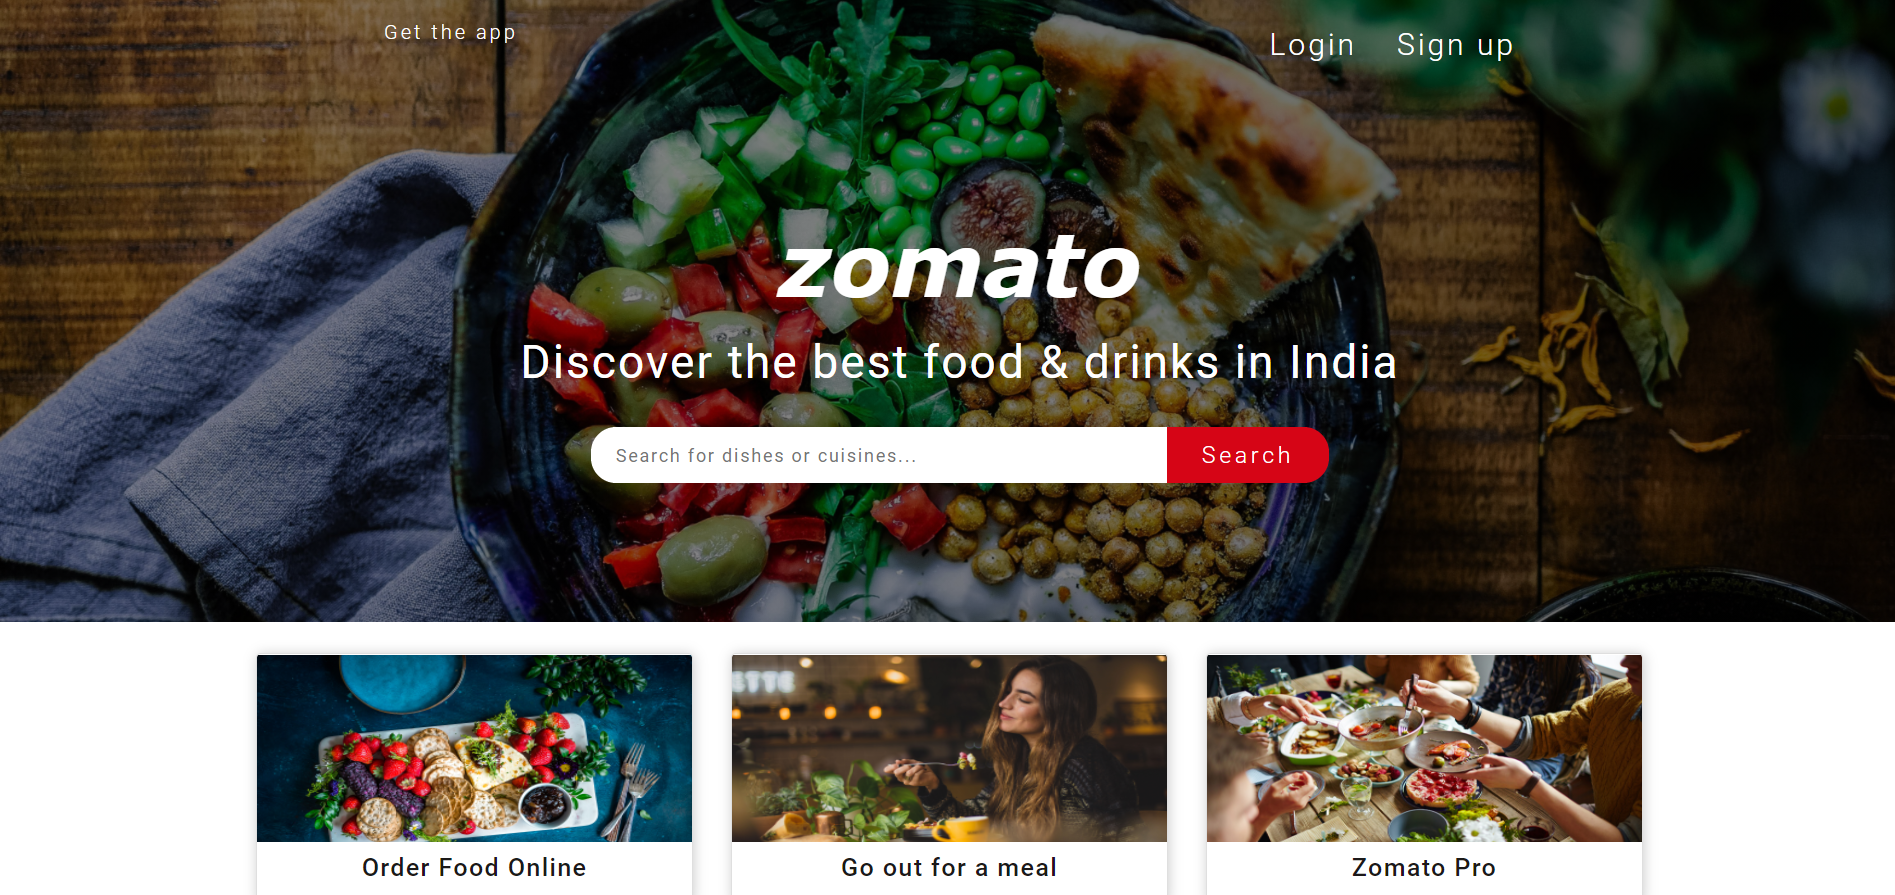 Get the app
Login Sign up
zomato
Discover the best food & drinks in India
Search for dishes or cuisines...
Search
Order Food Online
Go out for a meal
Zomato Pro